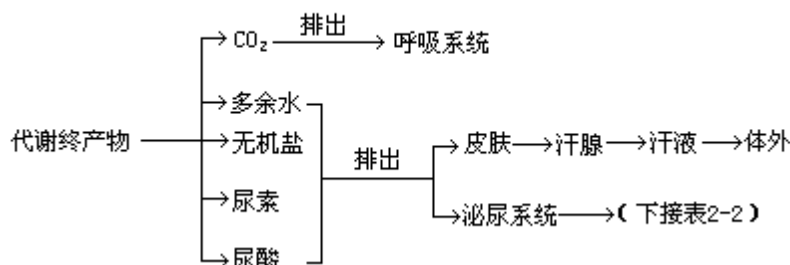 CO₂ 排出 呼吸系统
多余水
代谢终产物 无机盐 排出 皮肤 汗腺 汗液 体外
尿素 泌尿系统 (下接表2-2)
尿酸